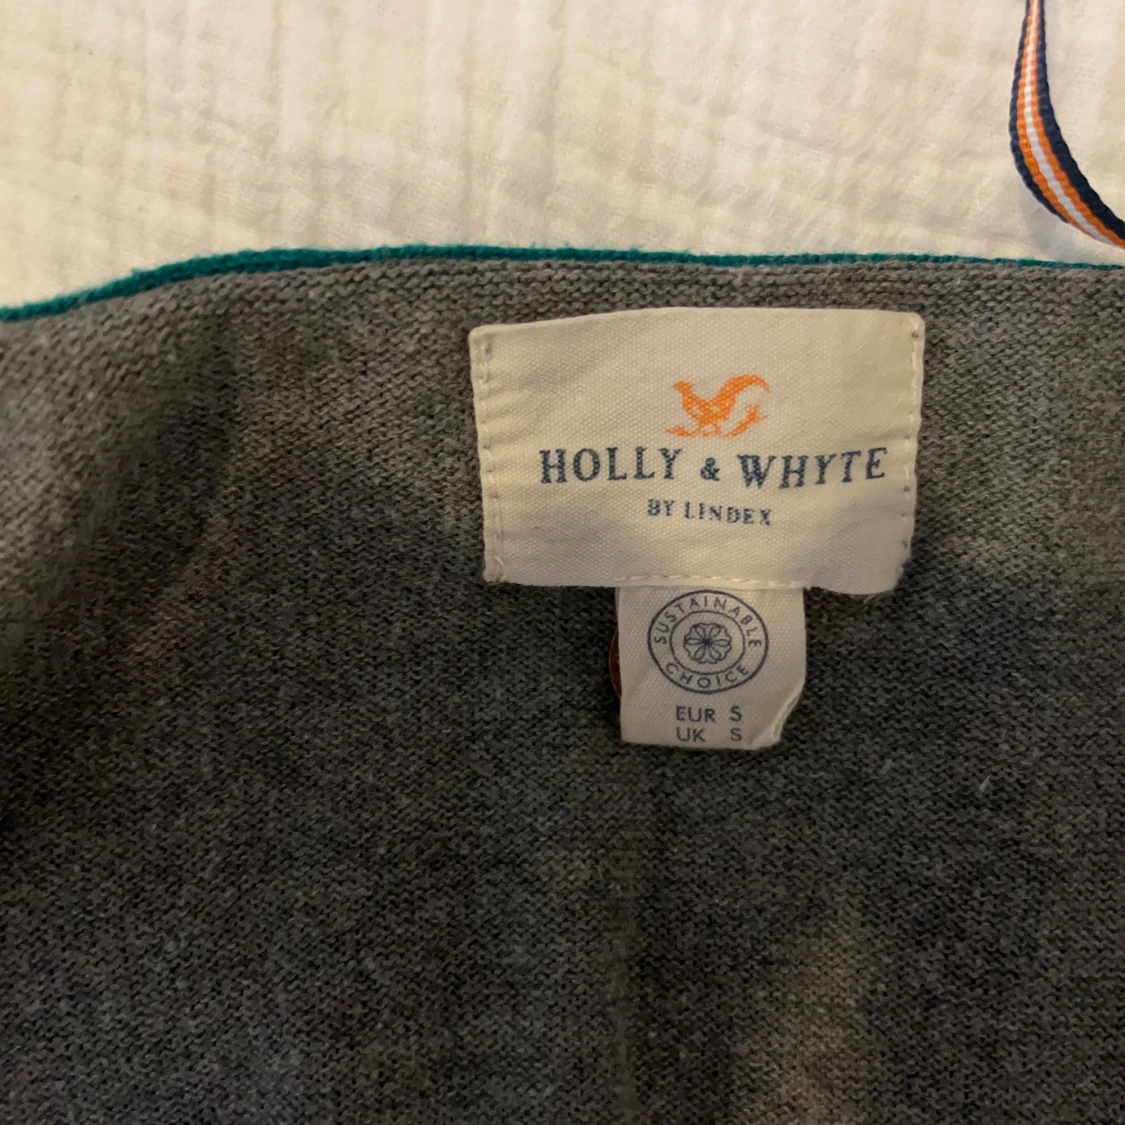 HOLLY & WHYTE
BY LINDEX
SUSTAINABLE
CHOICE
EUR S
UK S